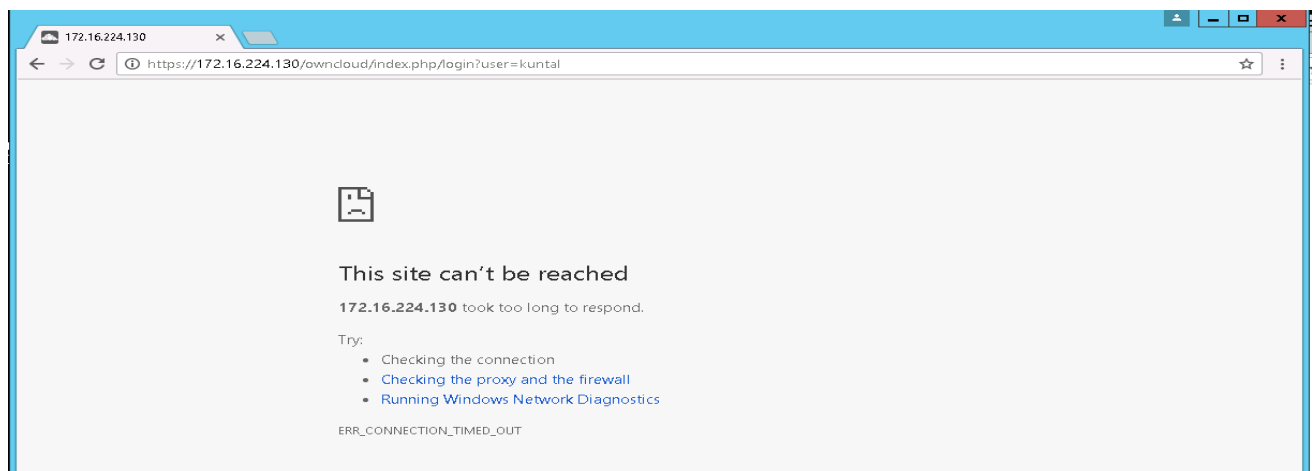 172.16.224.130
https://172.16.224.130/owncloud/index.php/login?user=kuntal
This site can't be reached
172.16.224.130 took too long to respond.
Try:
• Checking the connection
• Checking the proxy and the firewall
• Running Windows Network Diagnostics
ERR_CONNECTION_TIMED_OUT